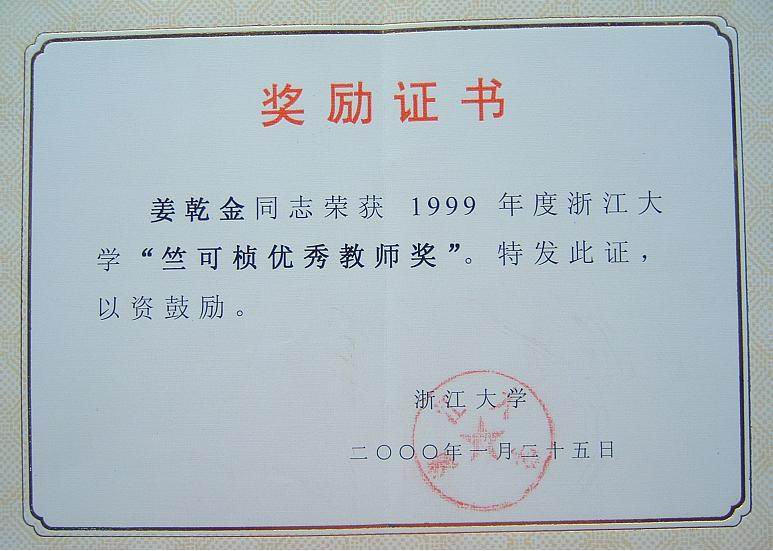 奖励证书
姜乾金同志荣获 1999 年度浙江大
学“竺可桢优秀教师奖”。特发此证，
以资鼓励。
浙江大学
二〇〇〇年一月二十五日